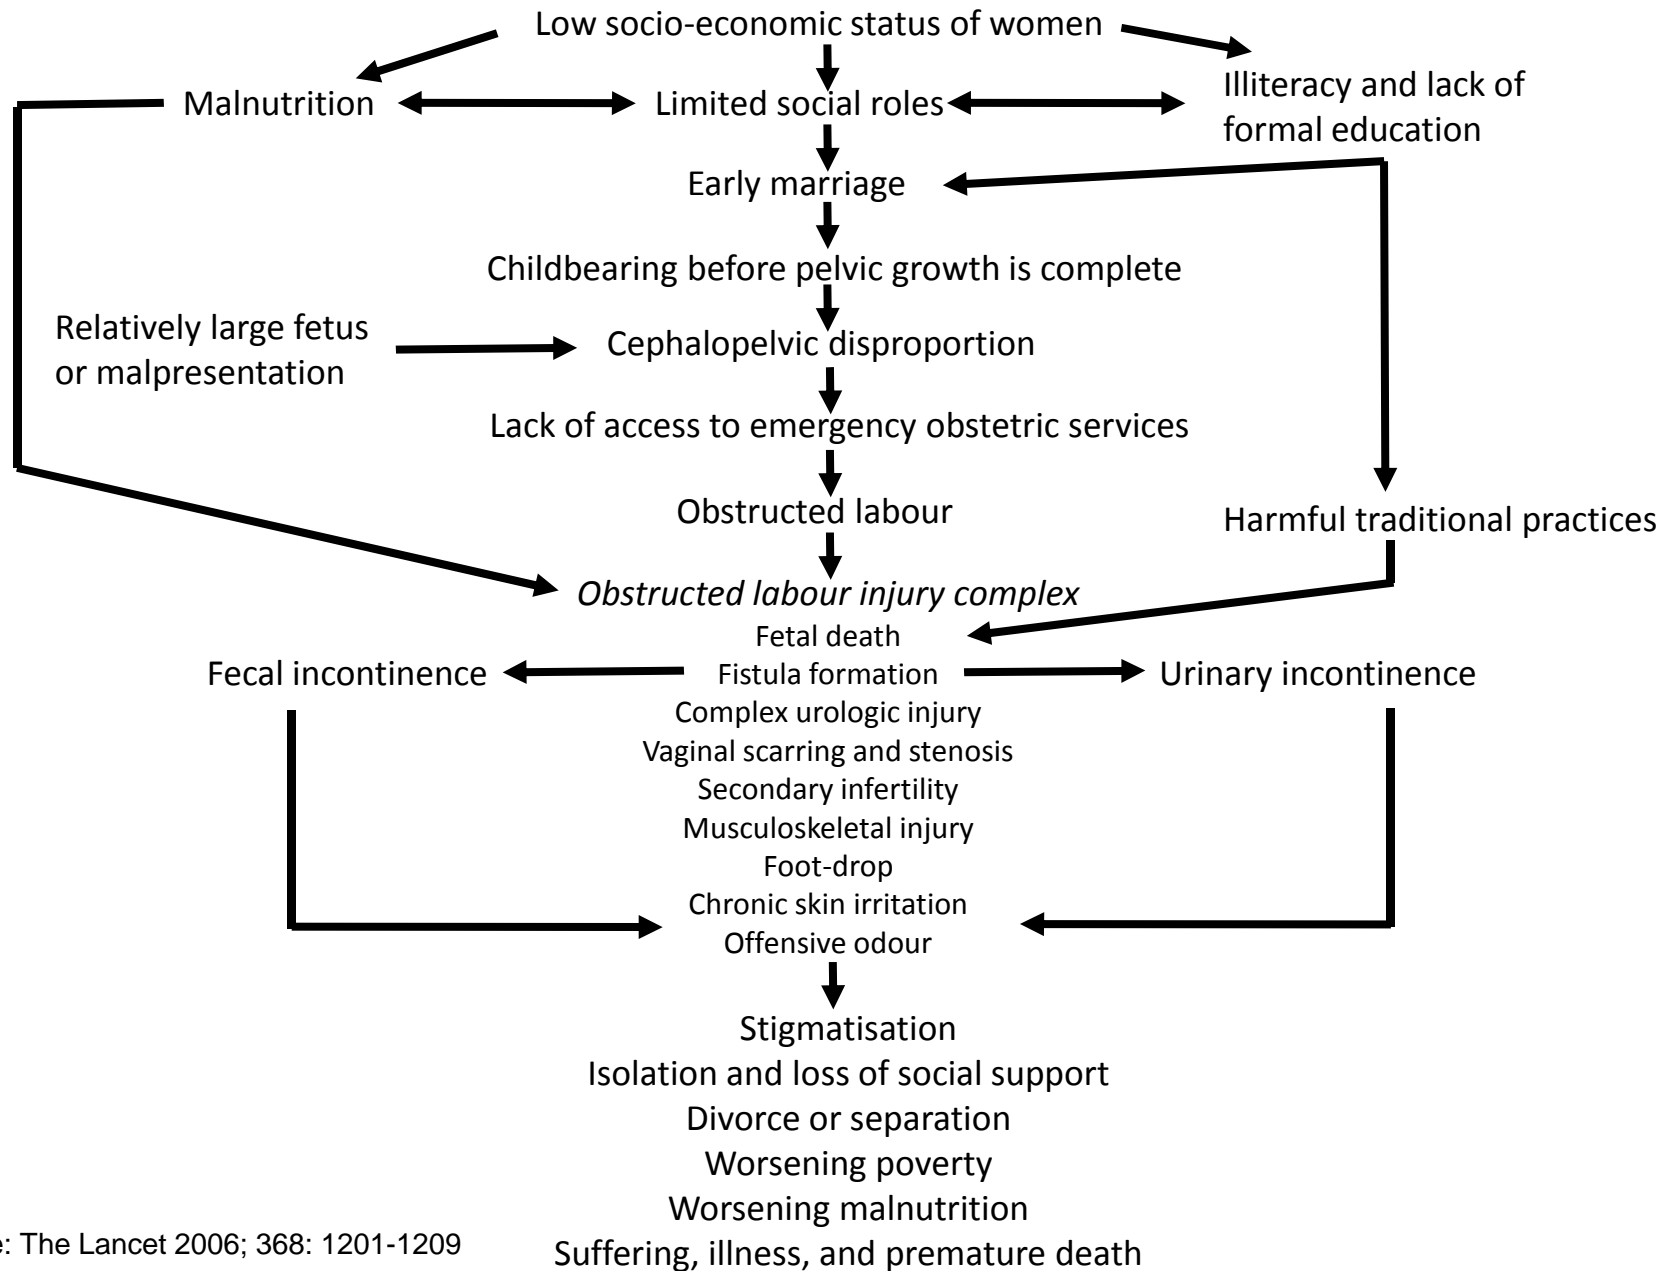 Low socio-economic status of women
Malnutrition
Limited social roles
Illiteracy and lack of
formal education
Early marriage
Childbearing before pelvic growth is complete
Relatively large fetus
or malpresentation
Cephalopelvic disproportion
Lack of access to emergency obstetric services
Obstructed labour
Harmful traditional practices
Obstructed labour injury complex
Fetal death
Fecal incontinence
Fistula formation
Urinary incontinence
Complex urologic injury
Vaginal scarring and stenosis
Secondary infertility
Musculoskeletal injury
Foot-drop
Chronic skin irritation
Offensive odour
Stigmatisation
Isolation and loss of social support
Divorce or separation
Worsening poverty
Worsening malnutrition
Suffering, illness, and premature death
e: The Lancet 2006; 368: 1201-1209